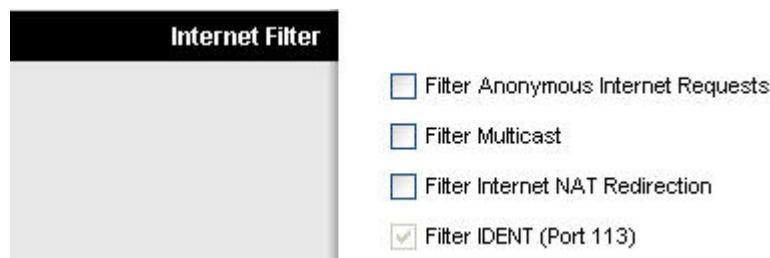 Internet Filter
Filter Anonymous Internet Requests
Filter Multicast
Filter Internet NAT Redirection
Filter IDENT (Port 113)